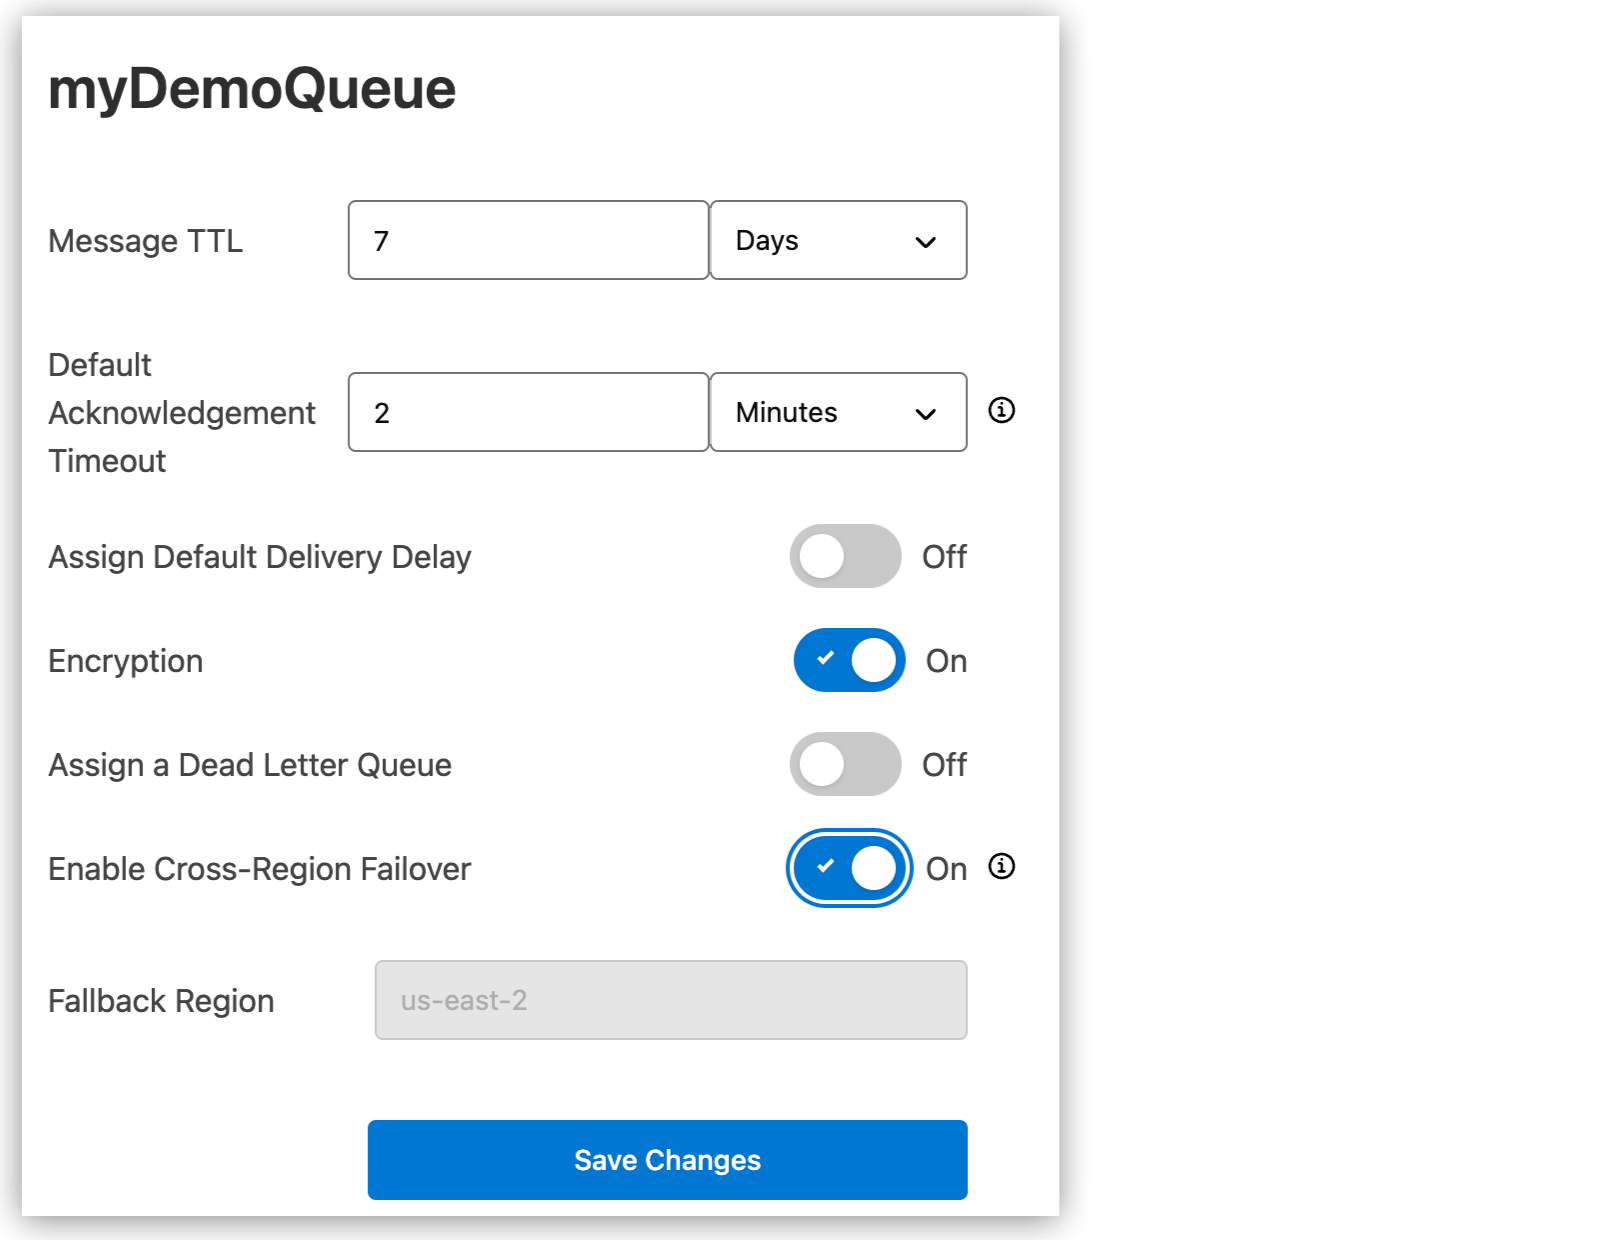 myDemoQueue
Message TTL 7 Days
Default
Acknowledgement 2 Minutes
Timeout
Assign Default Delivery Delay Off
Encryption On
Assign a Dead Letter Queue Off
Enable Cross-Region Failover On
Fallback Region us-east-2
Save Changes